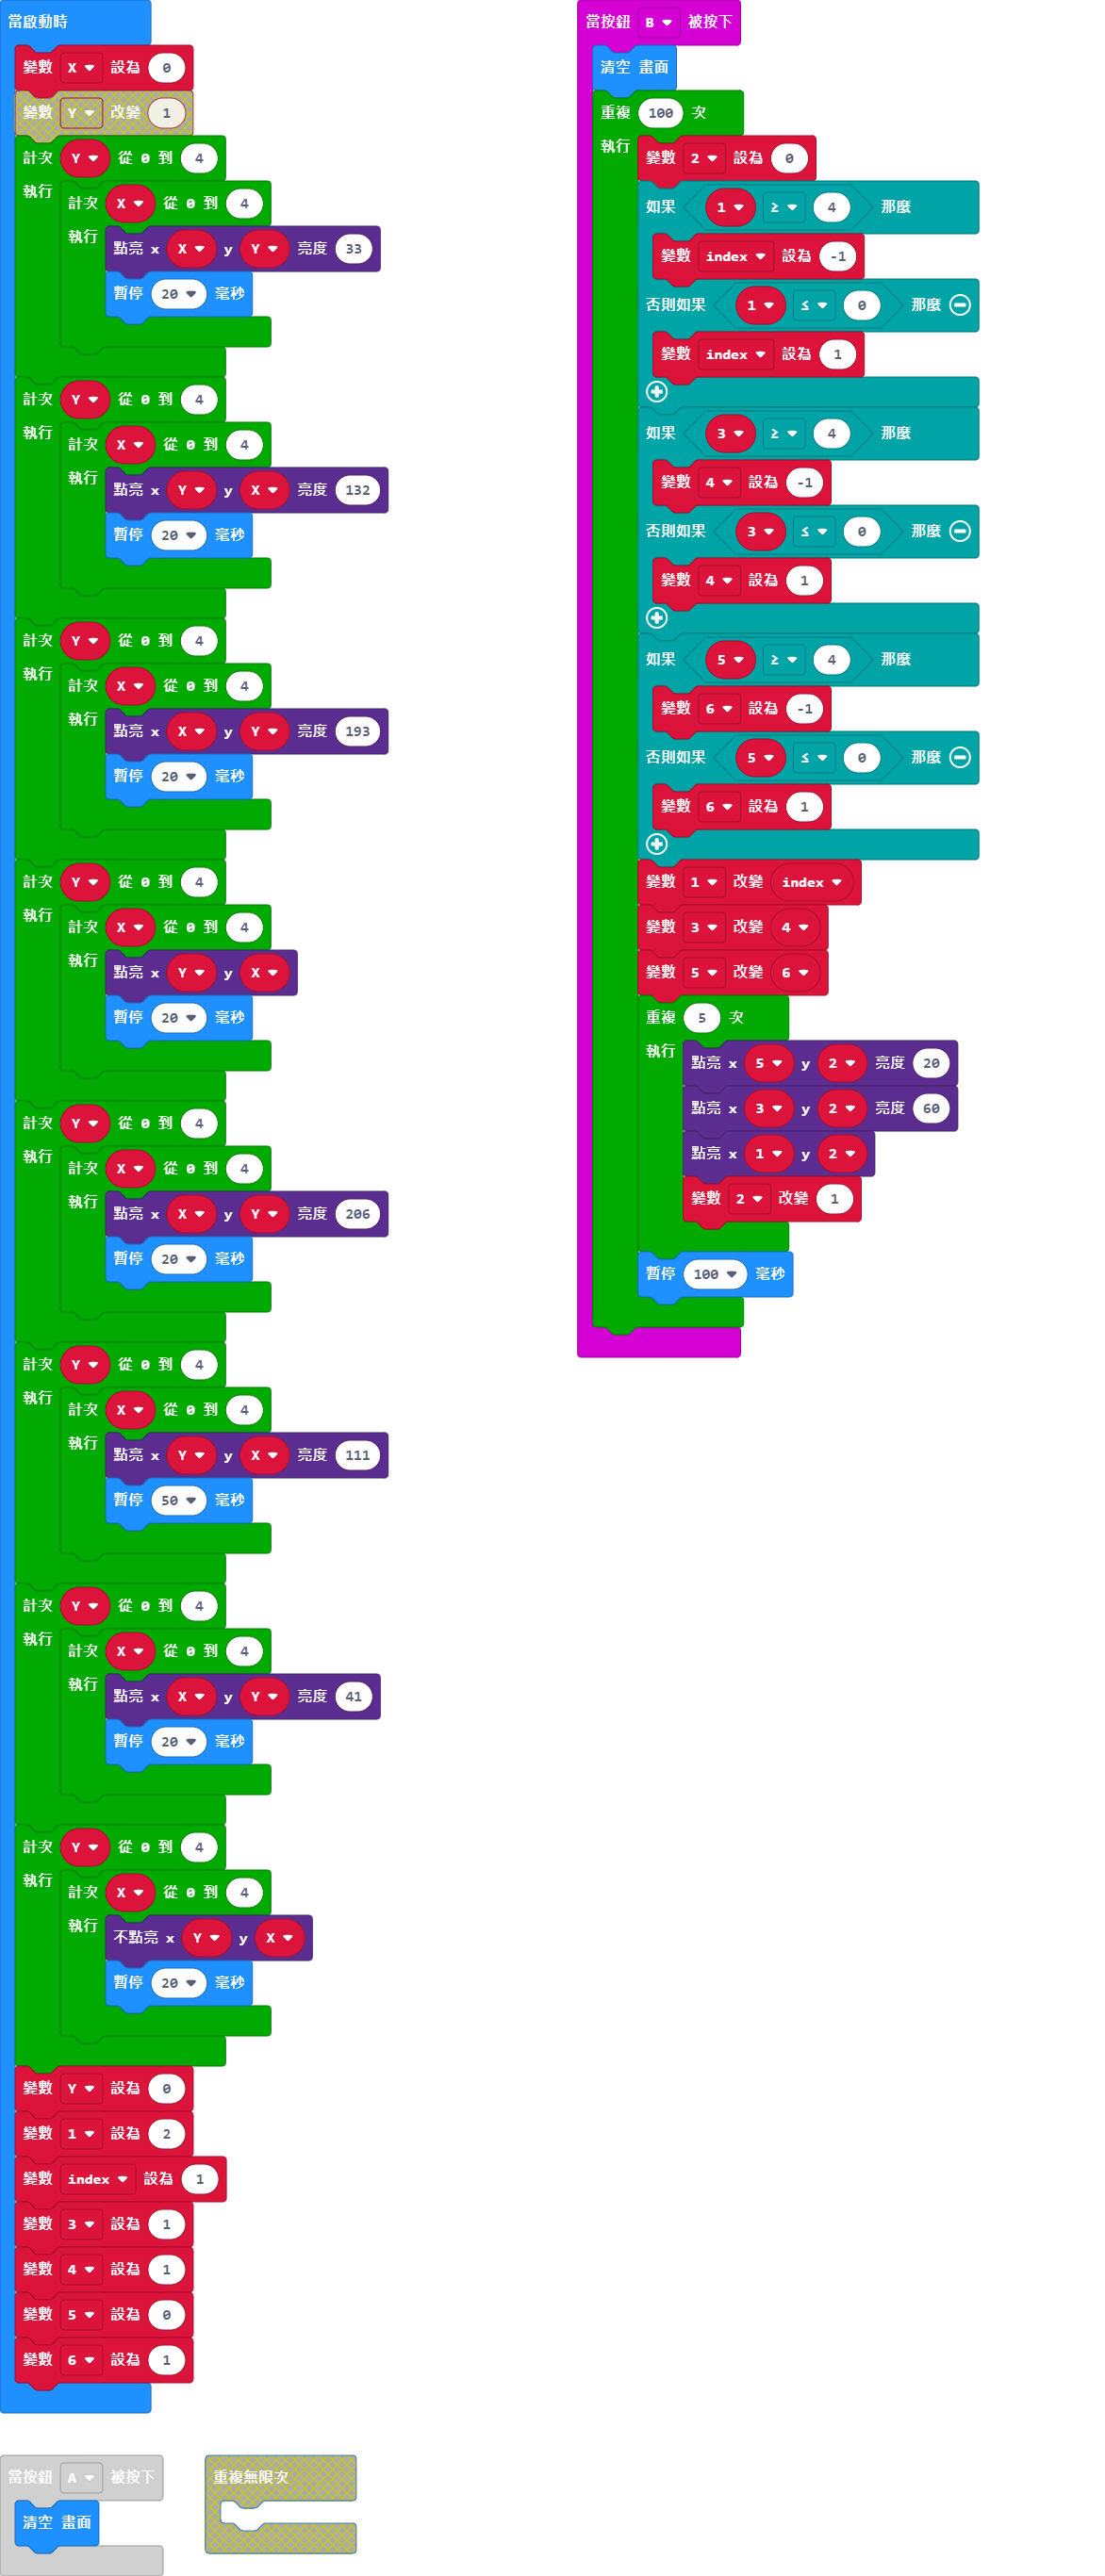 當啟動時
變數 X 設為 0
變數 Y 改變 1
計次 Y 從 0 到 4
執行
計次 X 從 0 到 4
執行
點亮 x X y Y 亮度 33
暫停 20 毫秒
計次 Y 從 0 到 4
執行
計次 X 從 0 到 4
執行
點亮 x Y y X 亮度 132
暫停 20 毫秒
計次 Y 從 0 到 4
執行
計次 X 從 0 到 4
執行
點亮 x X y Y 亮度 193
暫停 20 毫秒
計次 Y 從 0 到 4
執行
計次 X 從 0 到 4
執行
點亮 x Y y X
暫停 20 毫秒
計次 Y 從 0 到 4
執行
計次 X 從 0 到 4
執行
點亮 x X y Y 亮度 206
暫停 20 毫秒
計次 Y 從 0 到 4
執行
計次 X 從 0 到 4
執行
點亮 x Y y X 亮度 111
暫停 50 毫秒
計次 Y 從 0 到 4
執行
計次 X 從 0 到 4
執行
點亮 x X y Y 亮度 41
暫停 20 毫秒
計次 Y 從 0 到 4
執行
計次 X 從 0 到 4
執行
不點亮 x Y y X
暫停 20 毫秒
變數 Y 設為 0
變數 1 設為 2
變數 index 設為 1
變數 3 設為 1
變數 4 設為 1
變數 5 設為 0
變數 6 設為 1
當按鈕 A 被按下
清空 畫面
重複無限次
當按鈕 B 被按下
清空 畫面
重複 100 次
執行
變數 2 設為 0
如果 1 ≥ 4 那麼
變數 index 設為 -1
否則如果 1 ≤ 0 那麼
變數 index 設為 1
如果 3 ≥ 4 那麼
變數 4 設為 -1
否則如果 3 ≤ 0 那麼
變數 4 設為 1
如果 5 ≥ 4 那麼
變數 6 設為 -1
否則如果 5 ≤ 0 那麼
變數 6 設為 1
變數 1 改變 index
變數 3 改變 4
變數 5 改變 6
重複 5 次
執行
點亮 x 5 y 2 亮度 20
點亮 x 3 y 2 亮度 60
點亮 x 1 y 2
變數 2 改變 1
暫停 100 毫秒